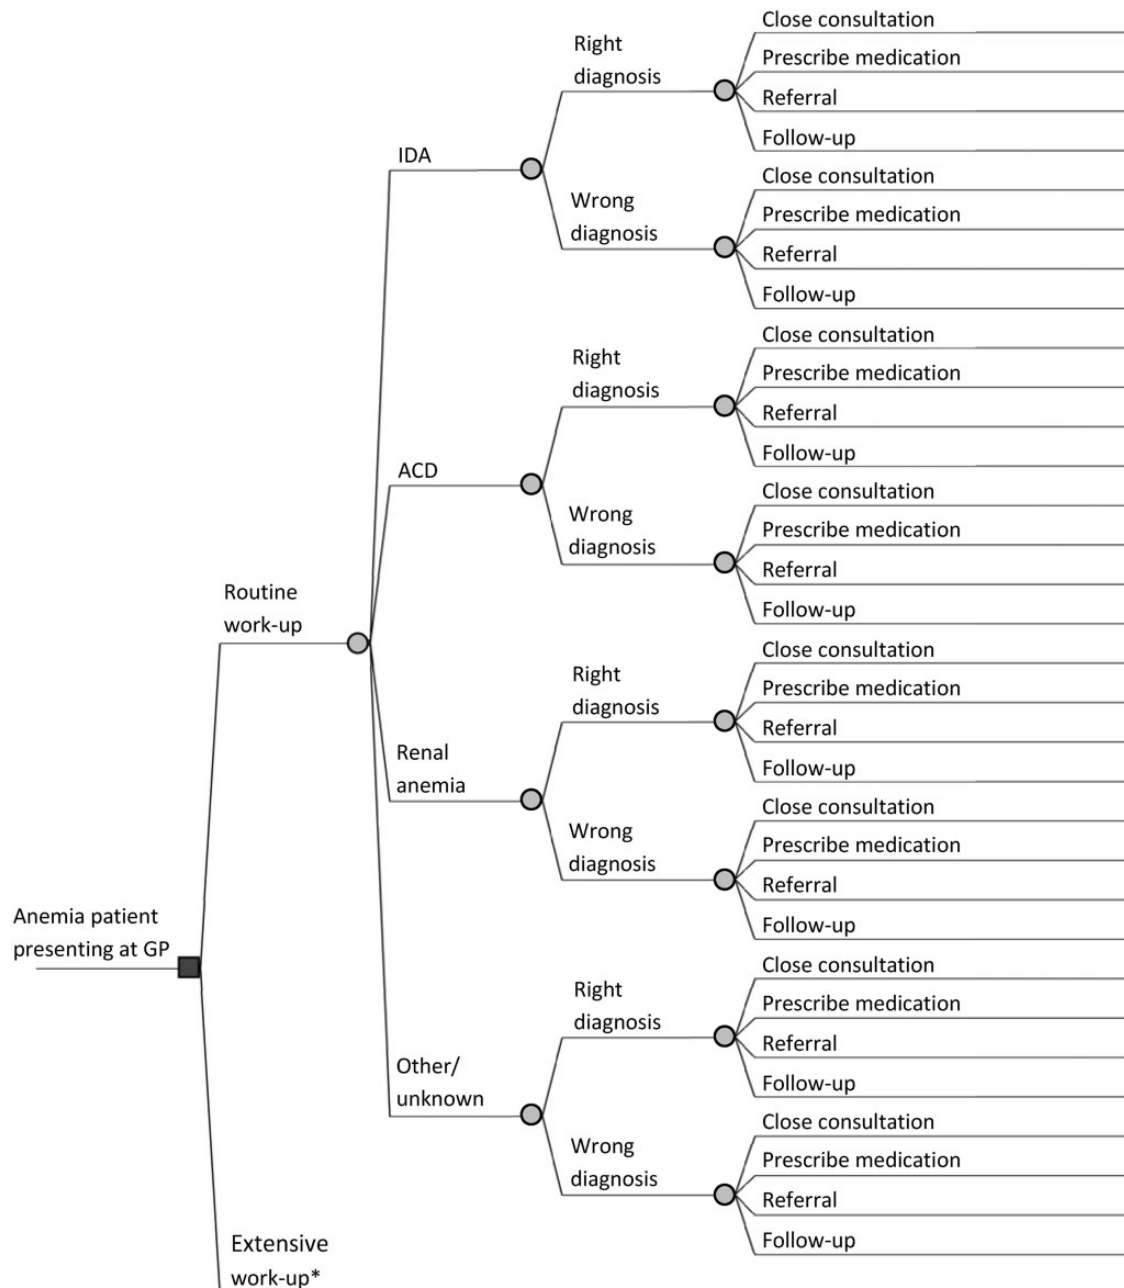 Anemia patient
presenting at GP
Routine
work-up
IDA
Right
diagnosis
Close consultation
Prescribe medication
Referral
Follow-up
Wrong
diagnosis
Close consultation
Prescribe medication
Referral
Follow-up
ACD
Right
diagnosis
Close consultation
Prescribe medication
Referral
Follow-up
Wrong
diagnosis
Close consultation
Prescribe medication
Referral
Follow-up
Renal
anemia
Right
diagnosis
Close consultation
Prescribe medication
Referral
Follow-up
Wrong
diagnosis
Close consultation
Prescribe medication
Referral
Follow-up
Other/
unknown
Right
diagnosis
Close consultation
Prescribe medication
Referral
Follow-up
Wrong
diagnosis
Close consultation
Prescribe medication
Referral
Follow-up
Extensive
work-up*